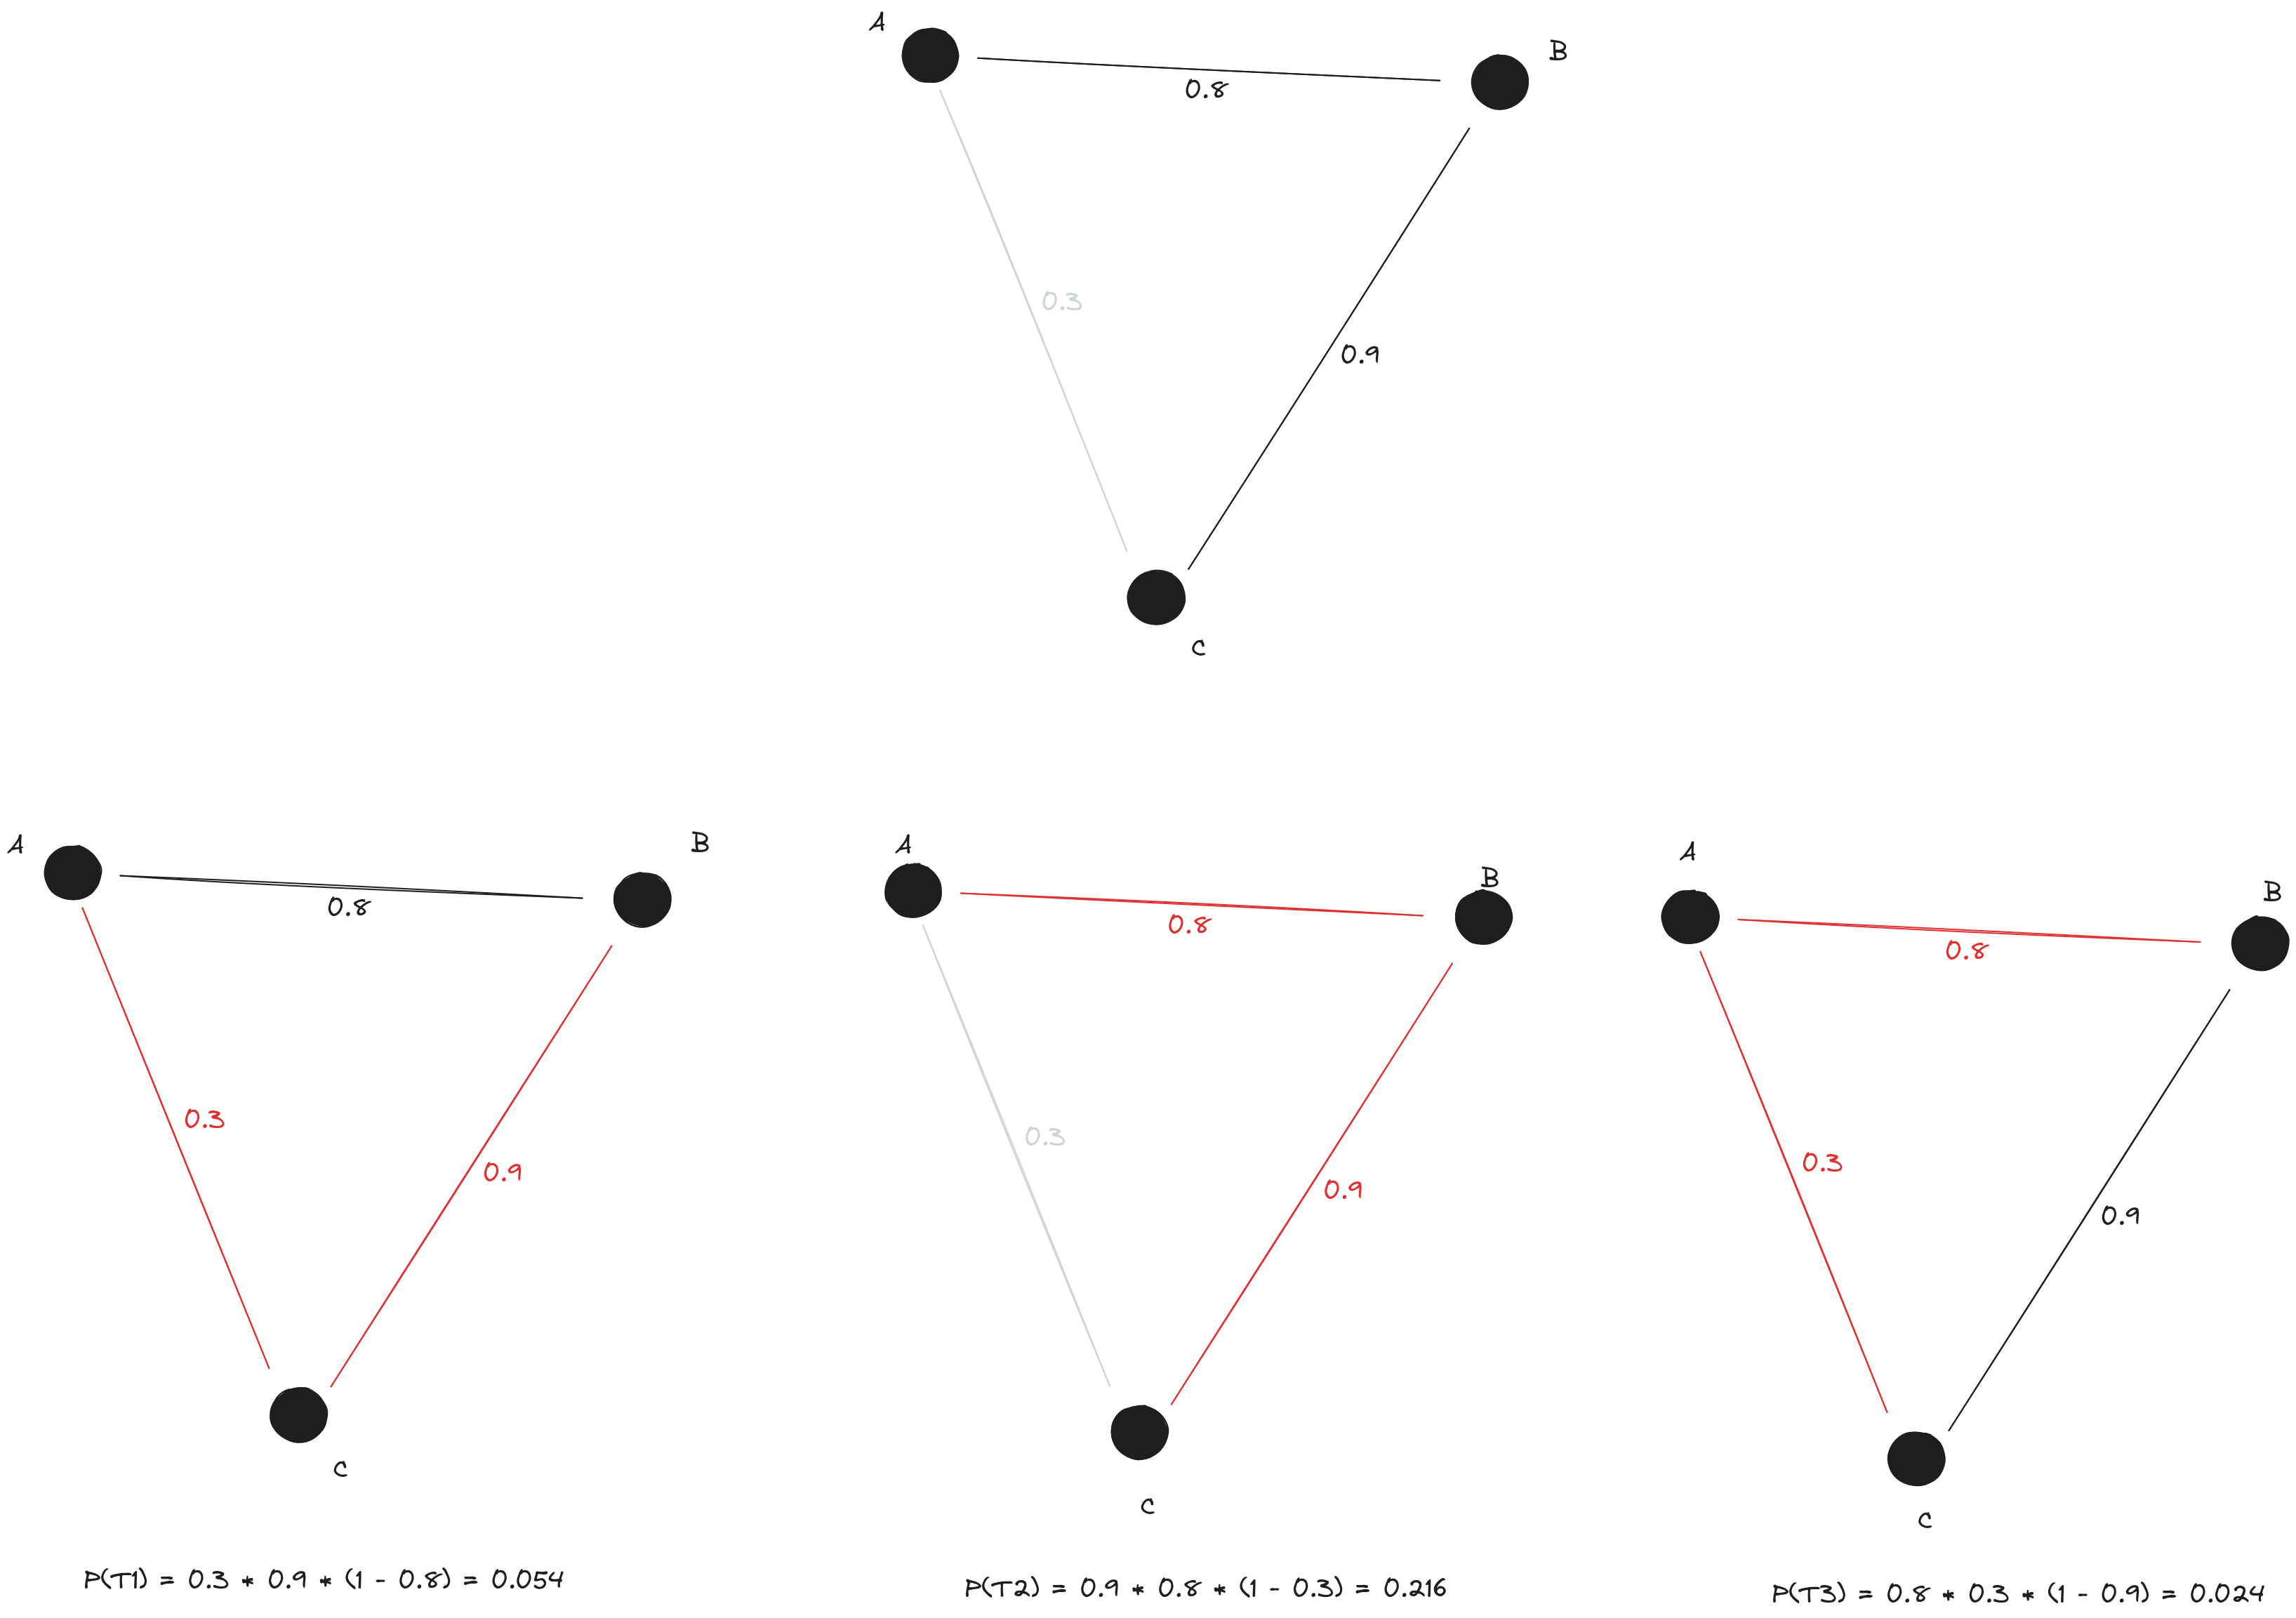 A
B
0.8
0.3
0.9
C
A
B
0.8
0.3
0.9
C
A
B
0.8
0.3
0.9
C
A
B
0.8
0.3
0.9
C
P(T1) = 0.3 * 0.9 * (1 - 0.8) = 0.054
P(T2) = 0.9 * 0.8 * (1 - 0.3) = 0.216
P(T3) = 0.8 * 0.3 * (1 - 0.9) = 0.024